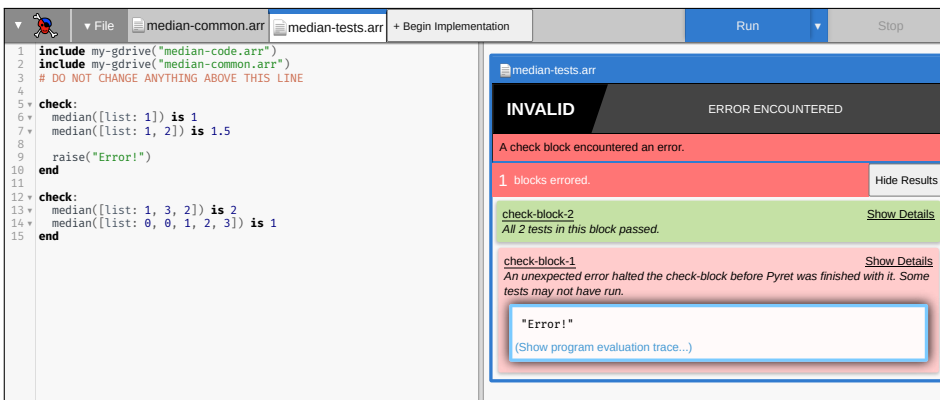 ▾ File
median-common.arr
median-tests.arr
+ Begin Implementation
Run
Stop
1 include my-gdrive("median-code.arr")
2 include my-gdrive("median-common.arr")
3 # DO NOT CHANGE ANYTHING ABOVE THIS LINE
4
5 check:
6 median([list: 1]) is 1
7 median([list: 1, 2]) is 1.5
8
9 raise("Error!")
10 end
11
12 check:
13 median([list: 1, 3, 2]) is 2
14 median([list: 0, 0, 1, 2, 3]) is 1
15 end
median-tests.arr
INVALID
ERROR ENCOUNTERED
A check block encountered an error.
1 blocks errored.
Hide Results
check-block-2
Show Details
All 2 tests in this block passed.
check-block-1
Show Details
An unexpected error halted the check-block before Pyret was finished with it. Some
tests may not have run.
"Error!"
(Show program evaluation trace...)